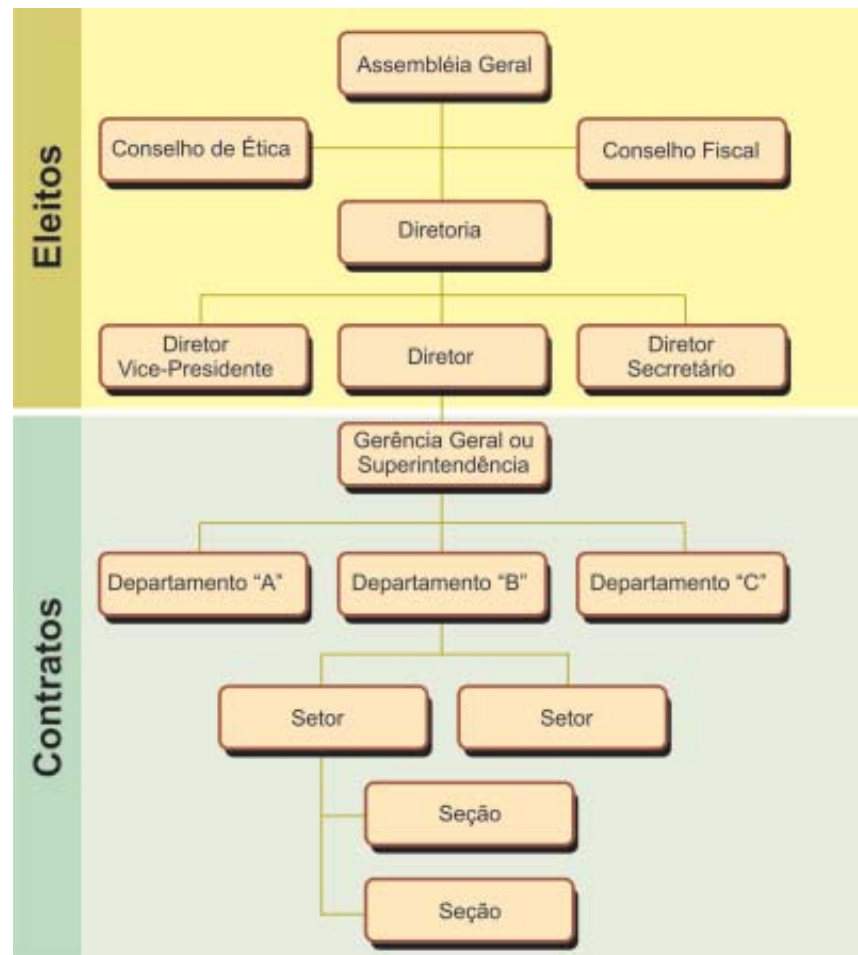 Eleitos
Assembléia Geral
Conselho de Ética
Conselho Fiscal
Diretoria
Diretor
Vice-Presidente
Diretor
Diretor
Secrretário
Contratos
Gerência Geral ou
Superintendência
Departamento “A”
Departamento “B”
Departamento “C”
Setor
Setor
Seção
Seção